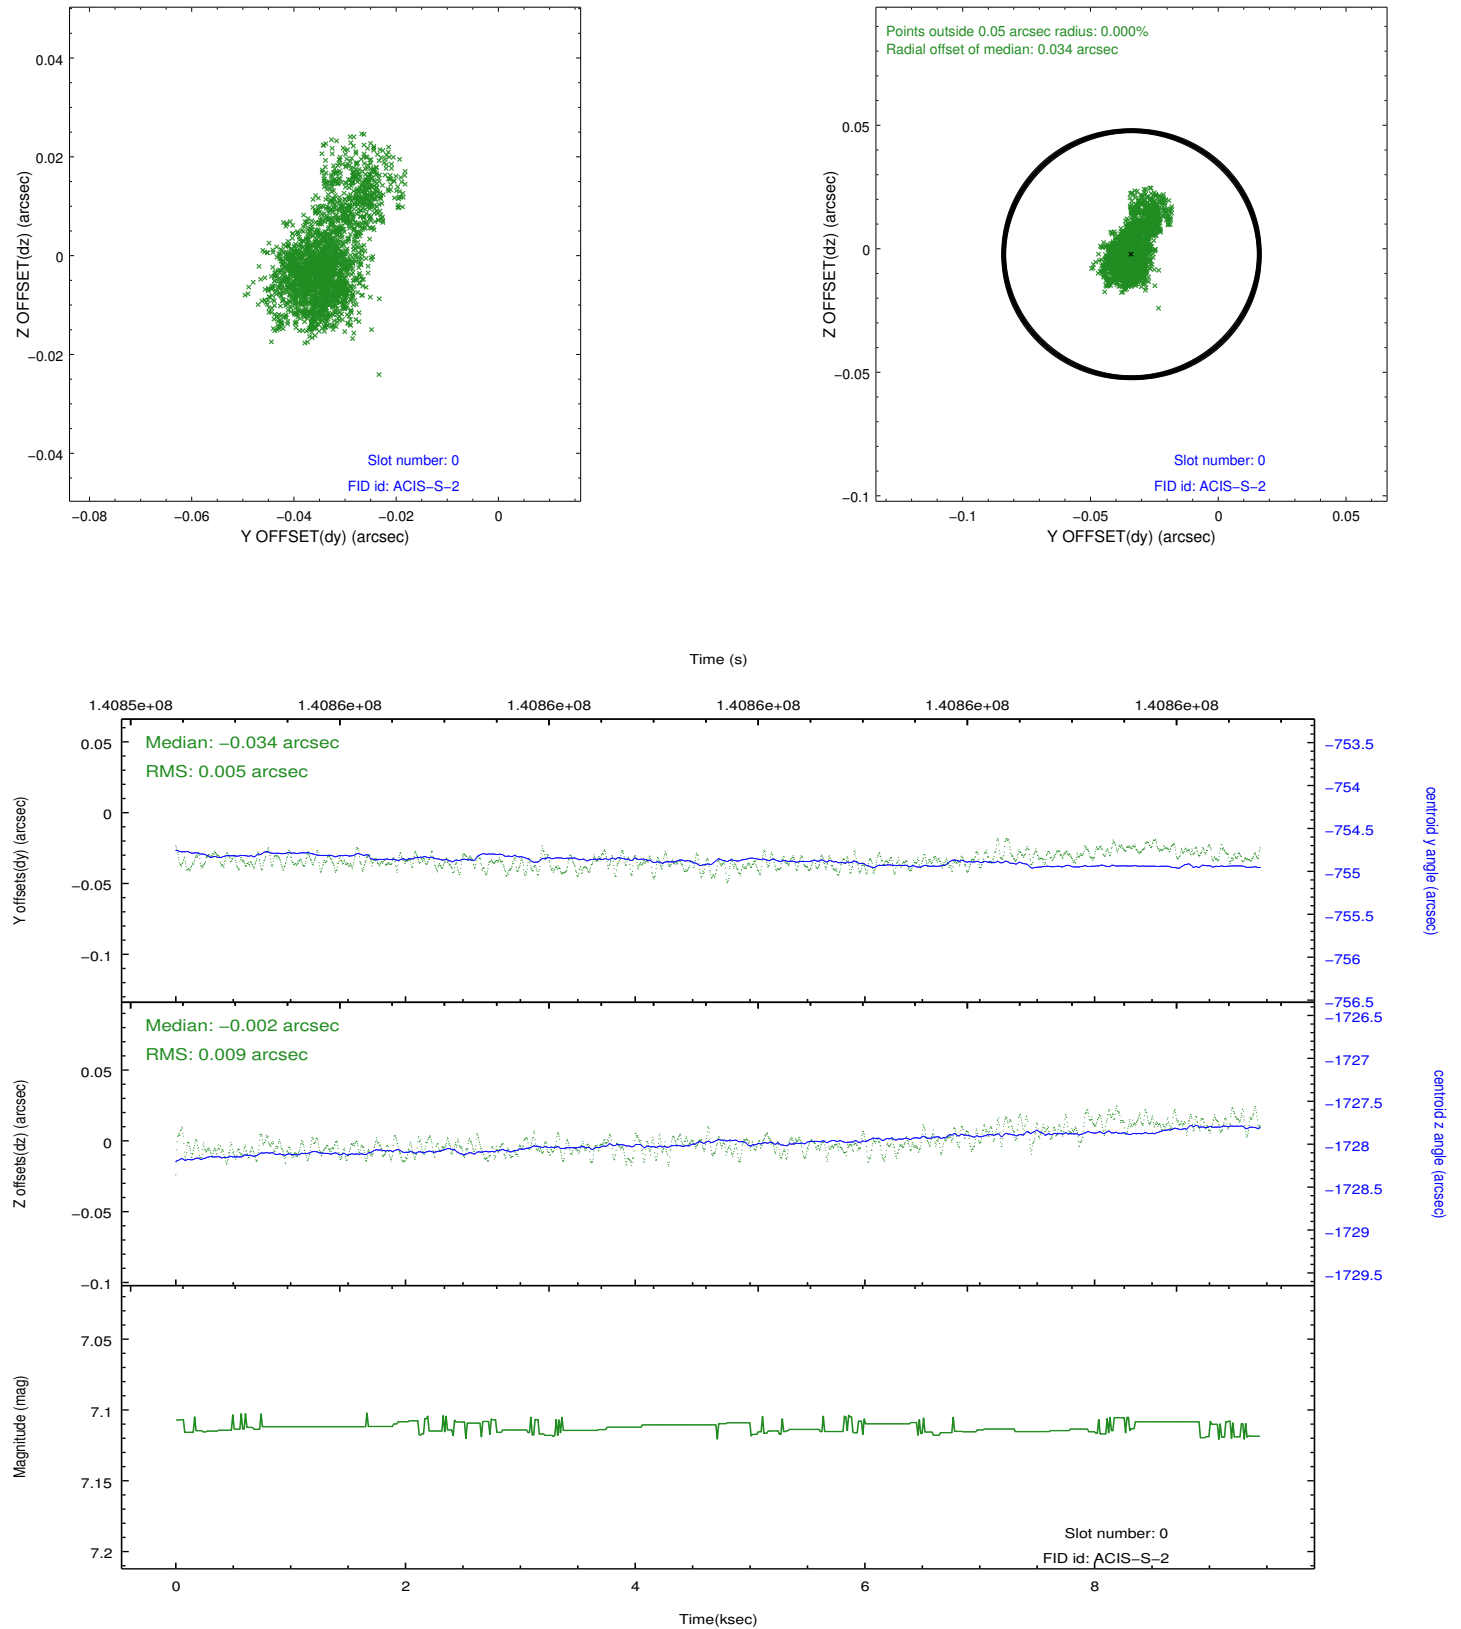 0.04
0.02
0
−0.02
−0.04
Z OFFSET(dz) (arcsec)
Slot number: 0
FID id: ACIS−S−2
−0.08
−0.06
−0.04
−0.02
0
Y OFFSET(dy) (arcsec)
Points outside 0.05 arcsec radius: 0.000%
Radial offset of median: 0.034 arcsec
0.05
0
−0.05
−0.1
Z OFFSET(dz) (arcsec)
Slot number: 0
FID id: ACIS−S−2
−0.1
−0.05
0
0.05
Y OFFSET(dy) (arcsec)
Time (s)
1.4085e+08
1.4086e+08
1.4086e+08
1.4086e+08
1.4086e+08
1.4086e+08
Median: −0.034 arcsec
RMS: 0.005 arcsec
0.05
0
−0.05
−0.1
Y offsets(dy) (arcsec)
−753.5
−754
−754.5
−755
−755.5
−756
−756.5
centroid y angle (arcsec)
Median: −0.002 arcsec
RMS: 0.009 arcsec
0.05
0
−0.05
−0.1
Z offsets(dz) (arcsec)
−1726.5
−1727
−1727.5
−1728
−1728.5
−1729
−1729.5
centroid z angle (arcsec)
7.05
7.1
7.15
7.2
Magnitude (mag)
Slot number: 0
FID id: ACIS−S−2
0
2
4
6
8
Time(ksec)